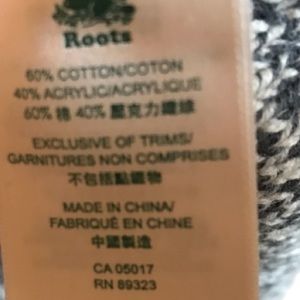 Roots
60% COTTON/COTON
40% ACRYLIC/ACRYLIQUE
60% 棉 40% 壓克力纖維
EXCLUSIVE OF TRIMS/
GARNITURES NON COMPRISES
不包括點織物
MADE IN CHINA/
FABRIQUÉ EN CHINE
中國製造
CA 05017
RN 89323